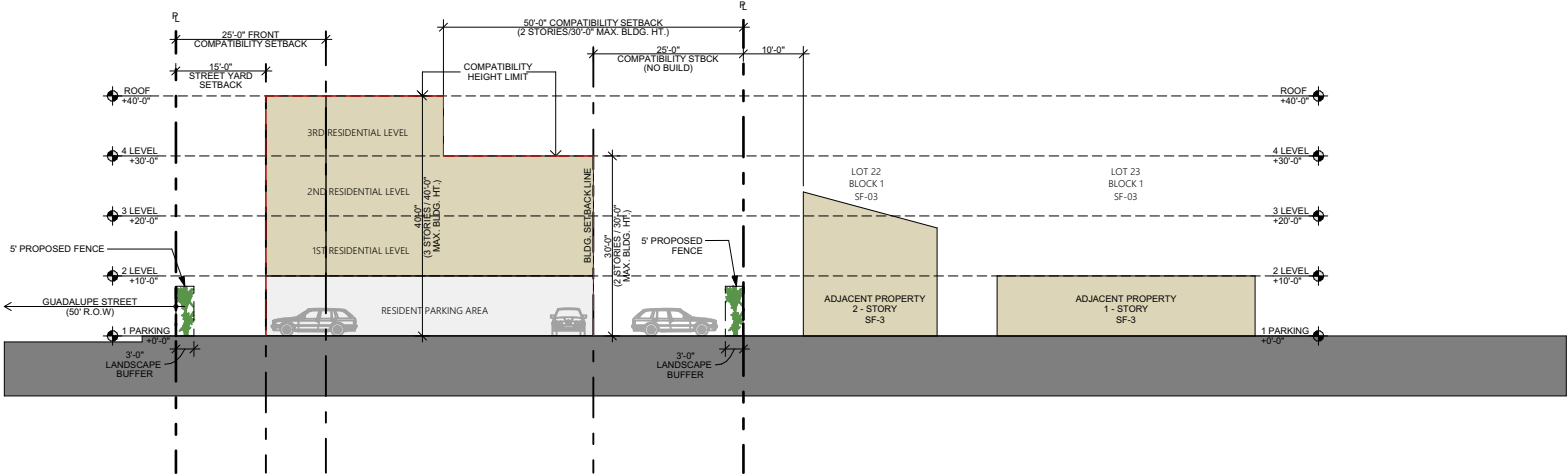 PL
PL
50'-0" COMPATIBILITY SETBACK
(2 STORIES/30'-0" MAX. BLDG. HT.)
25'-0" FRONT
COMPATIBILITY SETBACK
25'-0"
COMPATIBILITY STBCK
(NO BUILD)
10'-0"
15'-0"
STREET YARD
SETBACK
COMPATIBILITY
HEIGHT LIMIT
ROOF
+40'-0"
ROOF
+40'-0"
3RD RESIDENTIAL LEVEL
4 LEVEL
+30'-0"
4 LEVEL
+30'-0"
LOT 22
BLOCK 1
SF-03
LOT 23
BLOCK 1
SF-03
2ND RESIDENTIAL LEVEL
40'-0"
(3 STORIES / 40'-0"
MAX. BLDG. HT.)
BLDG. SETBACK LINE
30'-0"
(2 STORIES / 30'-0"
MAX. BLDG. HT.)
3 LEVEL
+20'-0"
3 LEVEL
+20'-0"
5' PROPOSED FENCE
1ST RESIDENTIAL LEVEL
5' PROPOSED
FENCE
2 LEVEL
+10'-0"
2 LEVEL
+10'-0"
GUADALUPE STREET
(50' R.O.W)
RESIDENT PARKING AREA
ADJACENT PROPERTY
2 - STORY
SF-3
ADJACENT PROPERTY
1 - STORY
SF-3
1 PARKING
+0'-0"
1 PARKING
+0'-0"
3'-0"
LANDSCAPE
BUFFER
3'-0"
LANDSCAPE
BUFFER